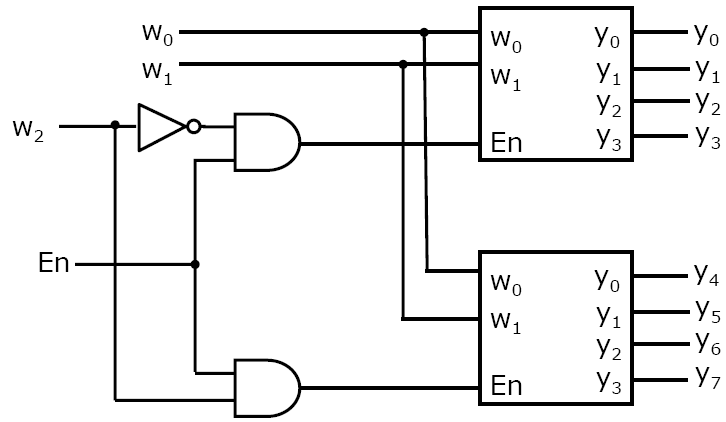 w₀ w₀ y₀ y₀
w₁ w₁ y₁ y₁
w₂ y₂ y₂
En y₃ y₃
En
w₀ y₀ y₄
w₁ y₁ y₅
y₂ y₆
En y₃ y₇